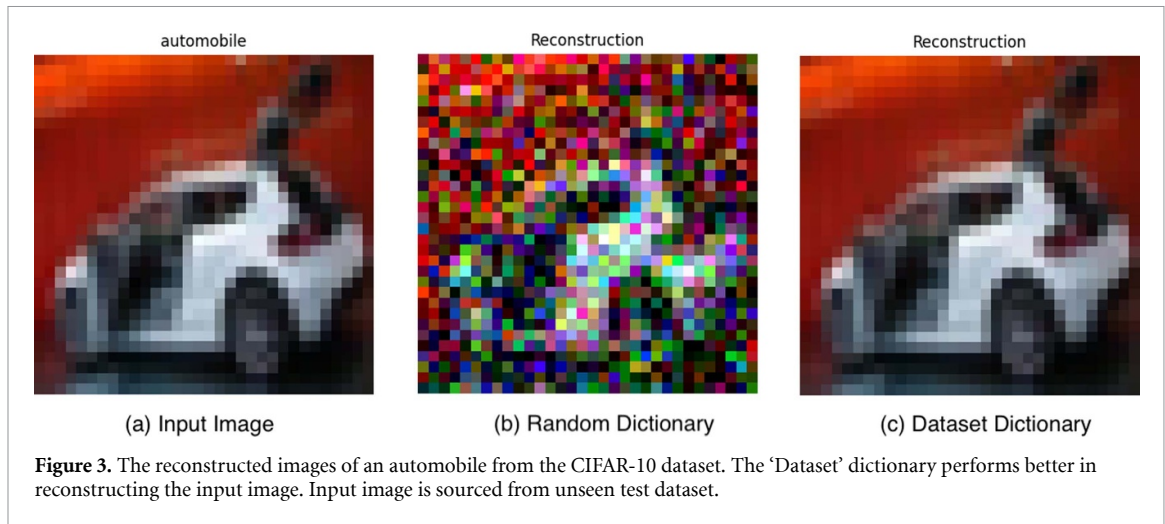 automobile
Reconstruction
Reconstruction
(a) Input Image
(b) Random Dictionary
(c) Dataset Dictionary
Figure 3. The reconstructed images of an automobile from the CIFAR-10 dataset. The ‘Dataset’ dictionary performs better in
reconstructing the input image. Input image is sourced from unseen test dataset.